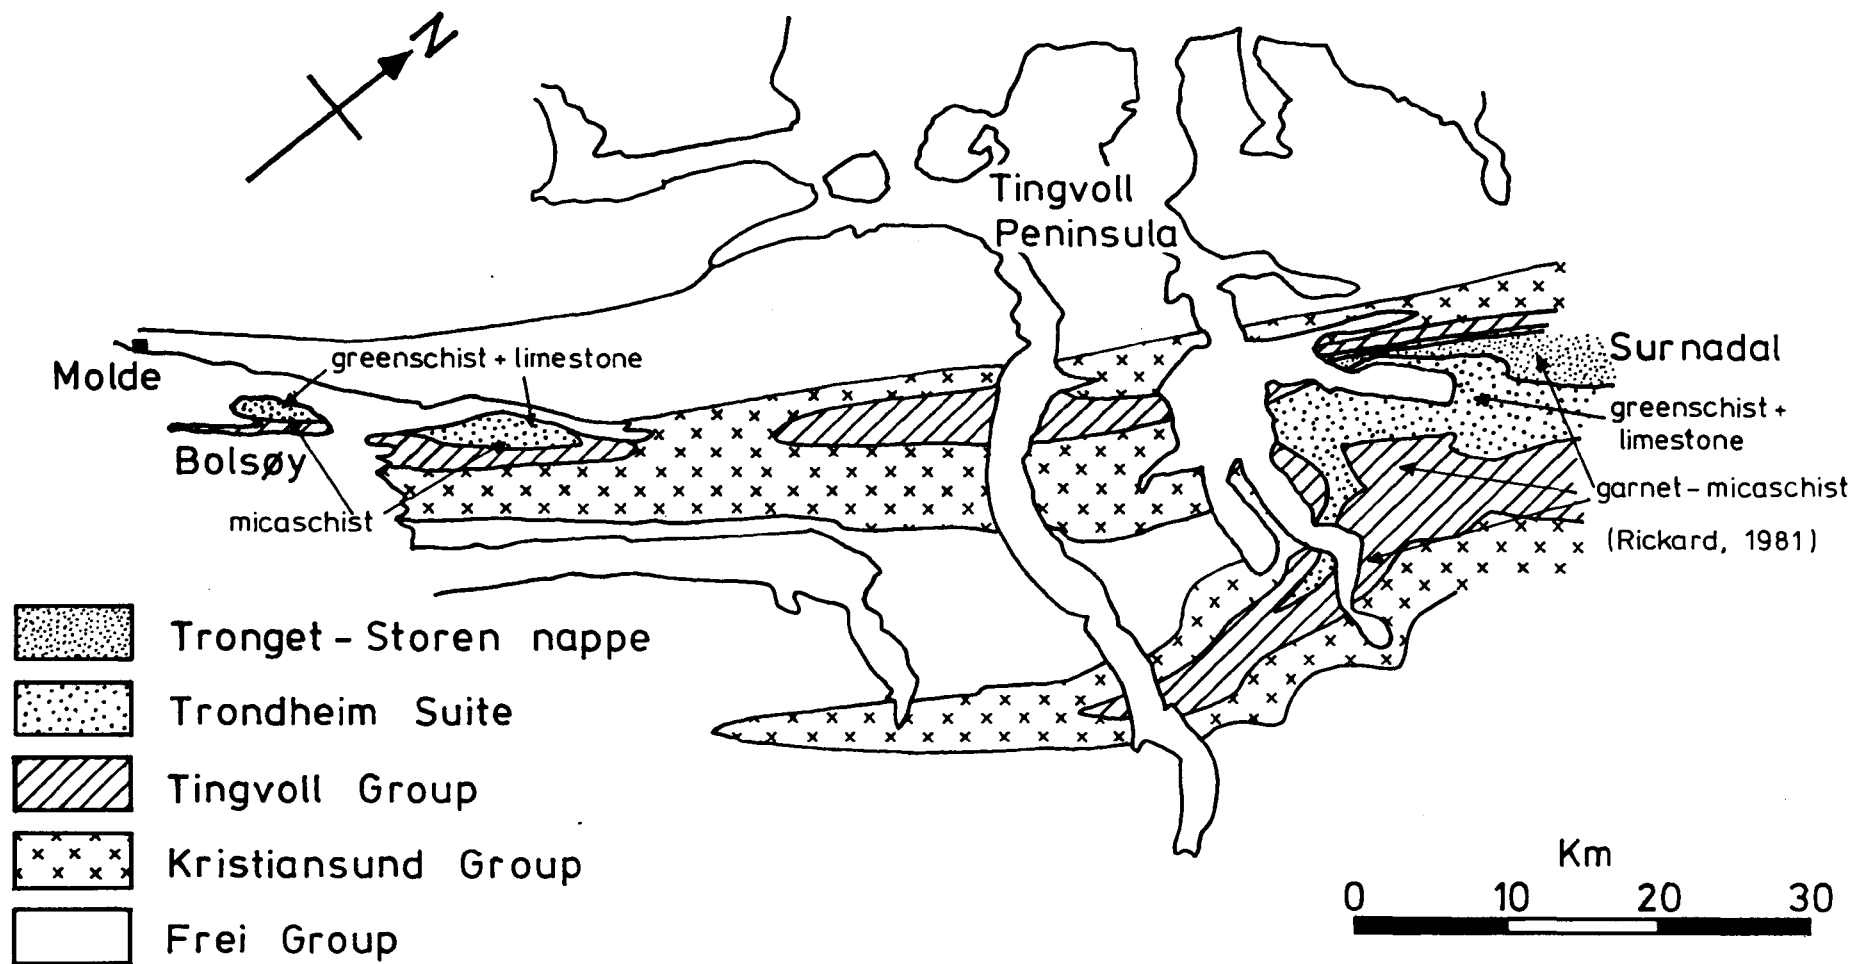 N
Tingvoll
Peninsula
Molde
greenschist + limestone
Surnadal
greenschist +
limestone
Bolsøy
micaschist
garnet-micaschist
(Rickard, 1981)
Tronget-Storen nappe
Trondheim Suite
Tingvoll Group
Kristiansund Group
Frei Group
Km
0 10 20 30